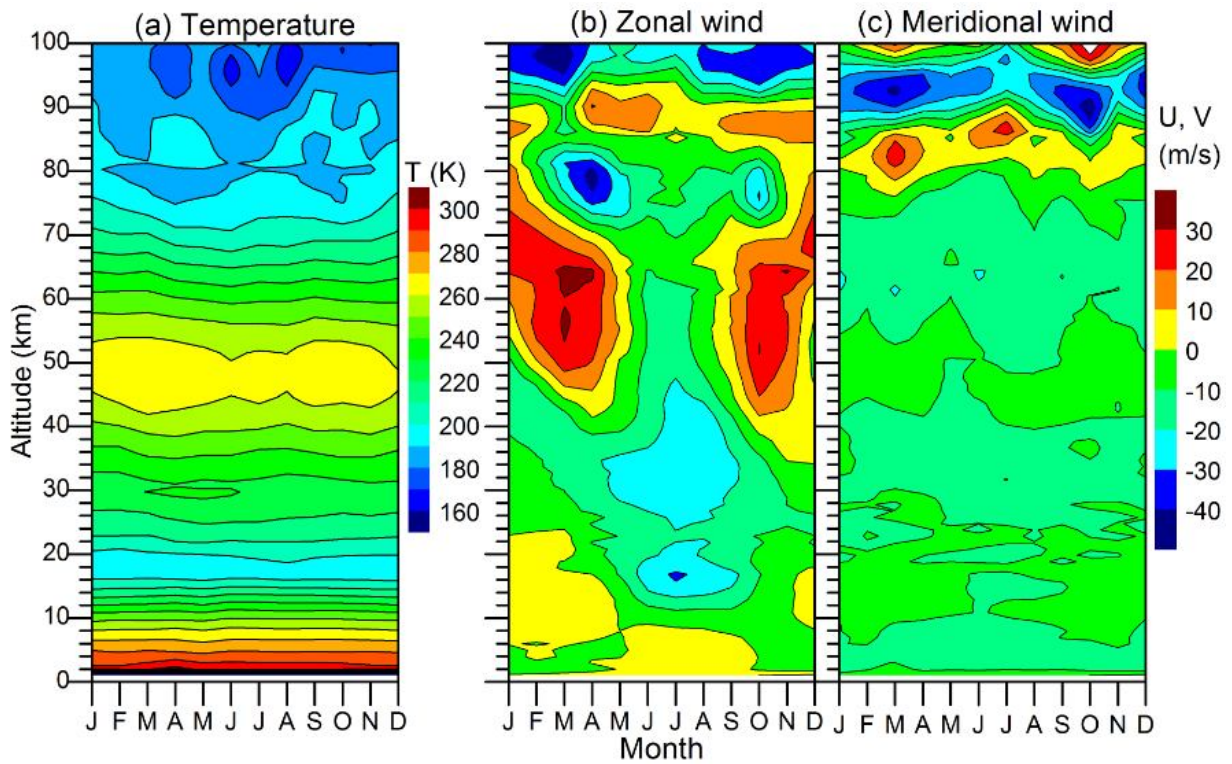 (a) Temperature
(b) Zonal wind
(c) Meridional wind
100
90
80
70
60
50
40
30
20
10
0
Altitude (km)
J F M A M J J A S O N D
T (K)
300
280
260
240
220
200
180
160
J F M A M J J A S O N D
J F M A M J J A S O N D
Month
U, V
(m/s)
30
20
10
0
-10
-20
-30
-40